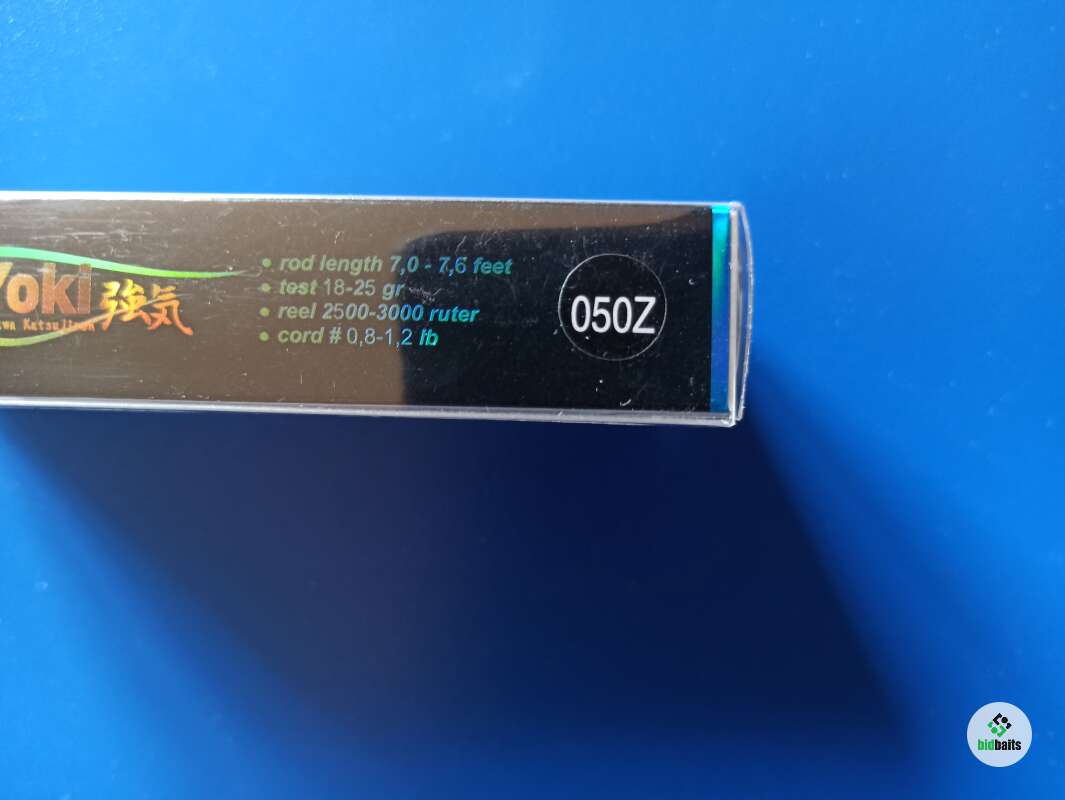 Yoki 強気
• rod length 7,0 - 7,6 feet
• test 18-25 gr
• reel 2500-3000 ruter
• cord # 0,8-1,2 lb
050Z
bidbaits